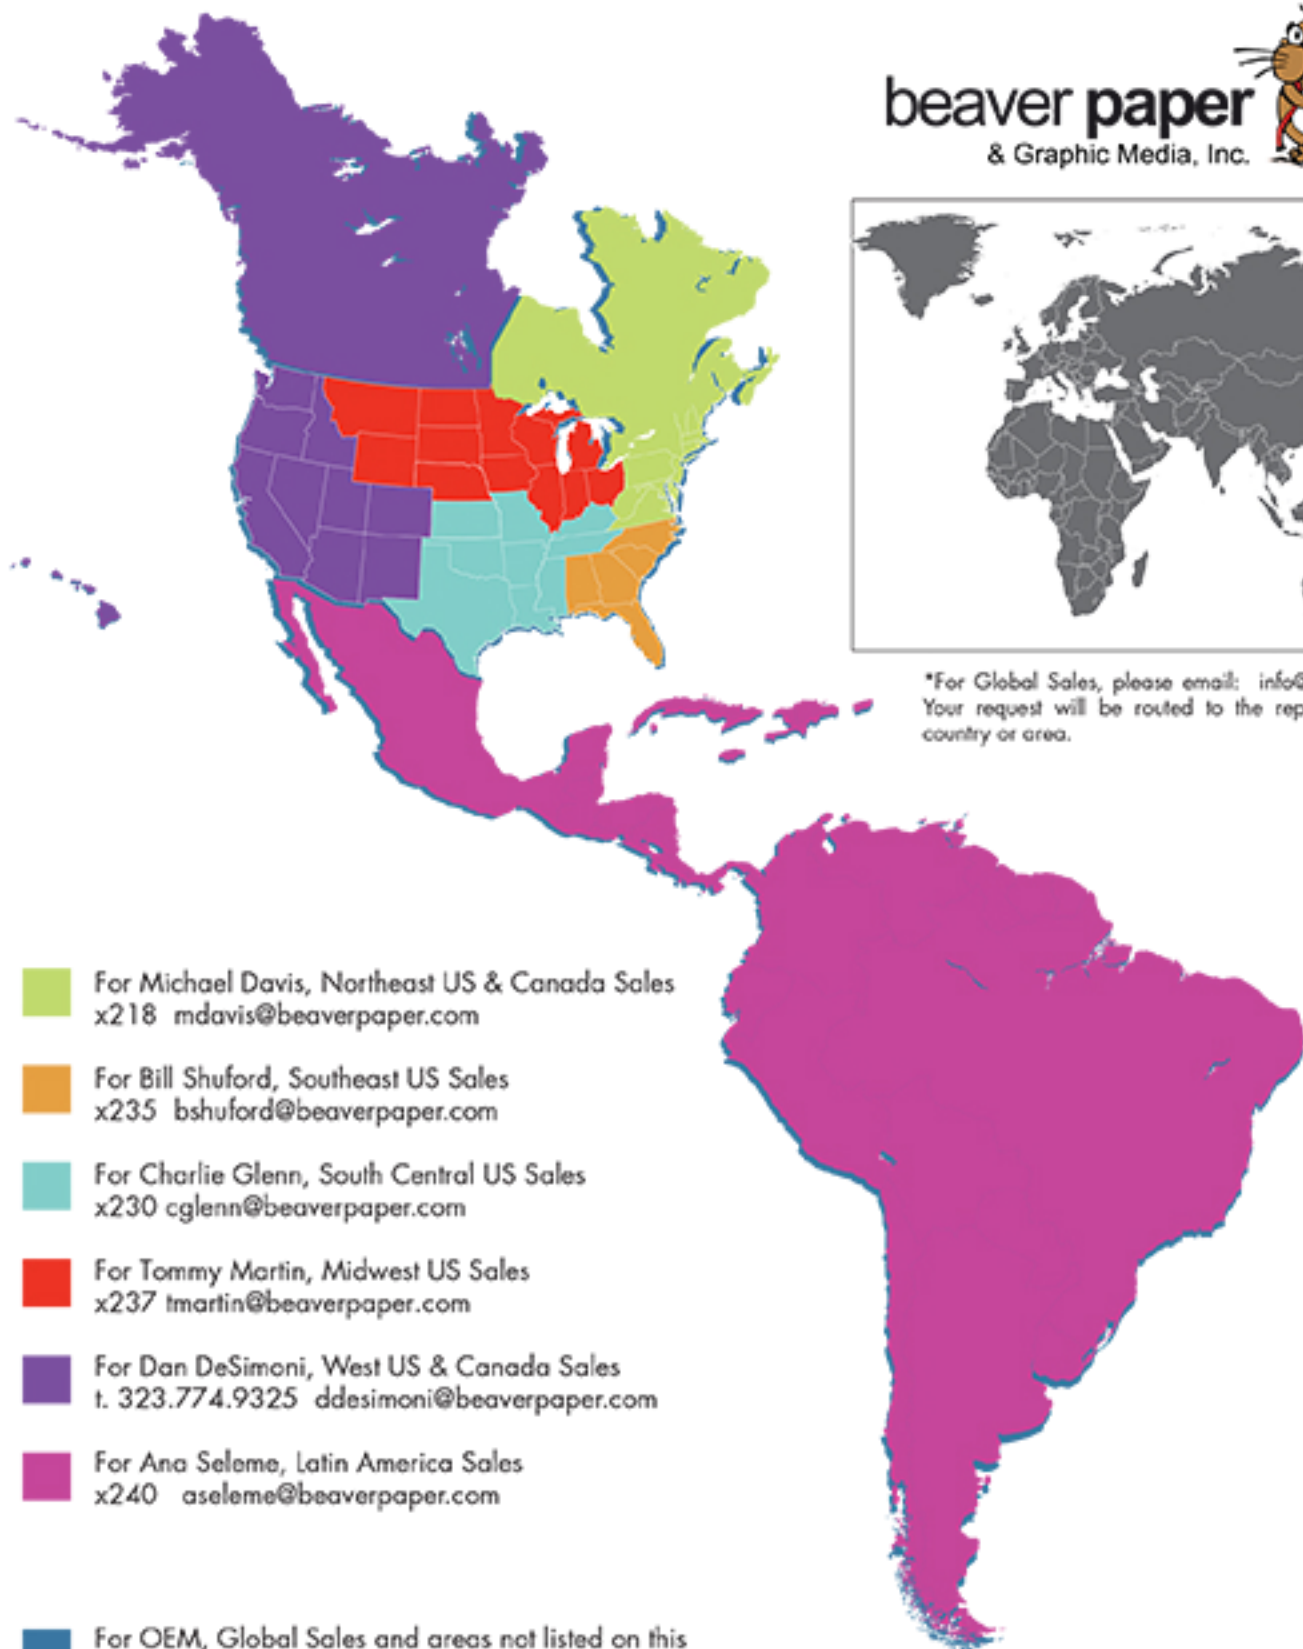 beaver paper
& Graphic Media, Inc.
*For Global Sales, please email: info@
Your request will be routed to the rep
country or area.
For Michael Davis, Northeast US & Canada Sales
x218 mdavis@beaverpaper.com
For Bill Shuford, Southeast US Sales
x235 bshuford@beaverpaper.com
For Charlie Glenn, South Central US Sales
x230 cglenn@beaverpaper.com
For Tommy Martin, Midwest US Sales
x237 tmartin@beaverpaper.com
For Dan DeSimoni, West US & Canada Sales
t. 323.774.9325 ddesimoni@beaverpaper.com
For Ana Seleme, Latin America Sales
x240 aseleme@beaverpaper.com
For OEM, Global Sales and areas not listed on this